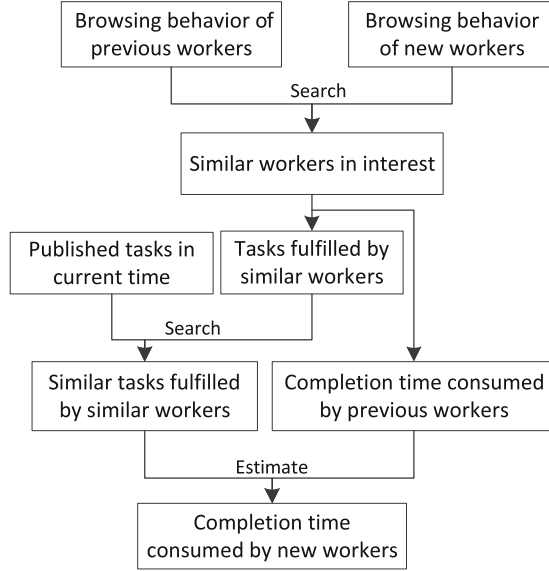 Browsing behavior of
previous workers
Browsing behavior
of new workers
Search
Similar workers in interest
Published tasks in
current time
Tasks fulfilled by
similar workers
Search
Similar tasks fulfilled
by similar workers
Completion time consumed
by previous workers
Estimate
Completion time
consumed by new workers